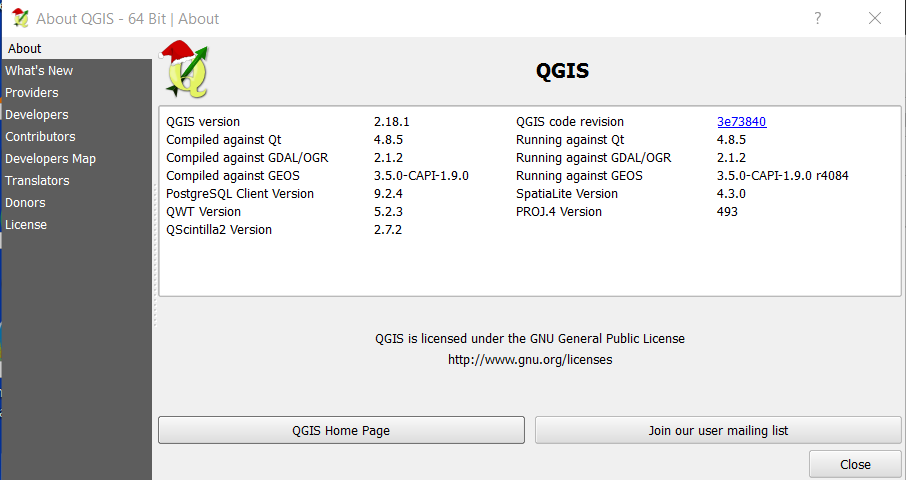 About QGIS - 64 Bit | About
?
About
What's New
Providers
Developers
Contributors
Developers Map
Translators
Donors
License
QGIS
QGIS version 2.18.1 QGIS code revision 3e73840
Compiled against Qt 4.8.5 Running against Qt 4.8.5
Compiled against GDAL/OGR 2.1.2 Running against GDAL/OGR 2.1.2
Compiled against GEOS 3.5.0-CAPI-1.9.0 Running against GEOS 3.5.0-CAPI-1.9.0 r4084
PostgreSQL Client Version 9.2.4 SpatiaLite Version 4.3.0
QWT Version 5.2.3 PROJ.4 Version 493
QScintilla2 Version 2.7.2
QGIS is licensed under the GNU General Public License
http://www.gnu.org/licenses
QGIS Home Page Join our user mailing list
Close